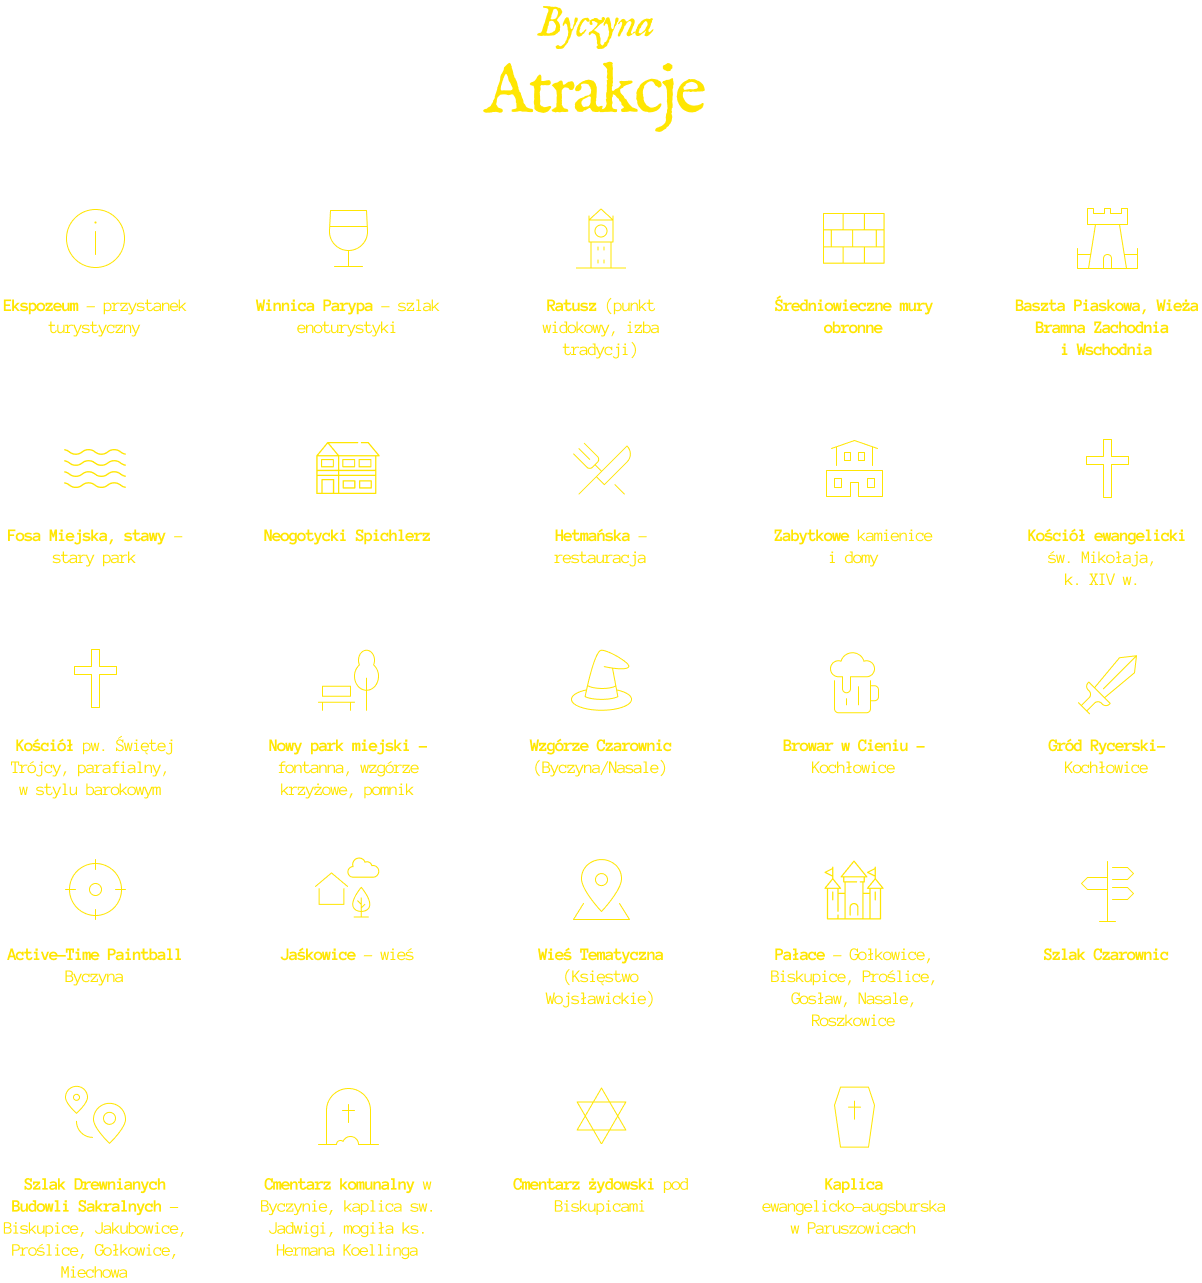 Byczyna
Atrakcje
Ekspozeum – przystanek
turystyczny
Winnica Parypa – szlak
enoturystyki
Ratusz (punkt
widokowy, izba
tradycji)
Średniowieczne mury
obronne
Baszta Piaskowa, Wieża
Bramna Zachodnia
i Wschodnia
Fosa Miejska, stawy –
stary park
Neogotycki Spichlerz
Hetmańska –
restauracja
Zabytkowe kamienice
i domy
Kościół ewangelicki
św. Mikołaja,
k. XIV w.
Kościół pw. Świętej
Trójcy, parafialny,
w stylu barokowym
Nowy park miejski –
fontanna, wzgórze
krzyżowe, pomnik
Wzgórze Czarownic
(Byczyna/Nasale)
Browar w Cieniu –
Kochłowice
Gród Rycerski–
Kochłowice
Active–Time Paintball
Byczyna
Jaśkowice – wieś
Wieś Tematyczna
(Księstwo
Wojsławickie)
Pałace – Gołkowice,
Biskupice, Proślice,
Gosław, Nasale,
Roszkowice
Szlak Czarownic
Szlak Drewnianych
Budowli Sakralnych –
Biskupice, Jakubowice,
Proślice, Gołkowice,
Miechowa
Cmentarz komunalny w
Byczynie, kaplica sw.
Jadwigi, mogiła ks.
Hermana Koellinga
Cmentarz żydowski pod
Biskupicami
Kaplica
ewangelicko–augsburska
w Paruszowicach